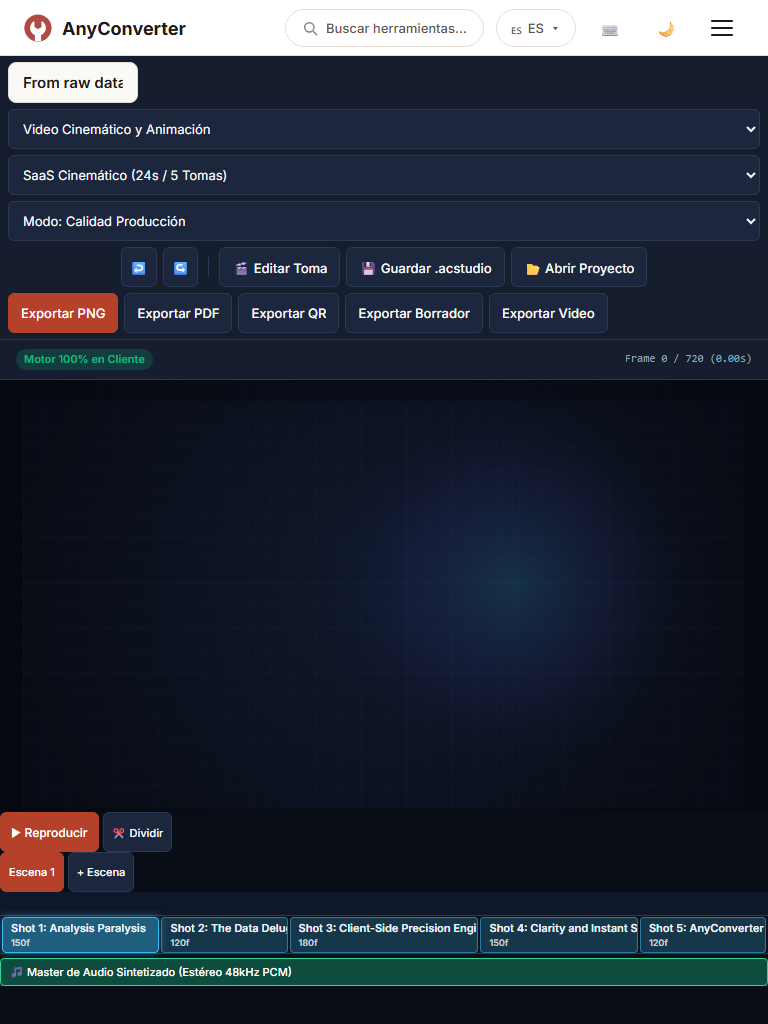 AnyConverter
Buscar herramientas...
ES ES
From raw data
Video Cinemático y Animación
SaaS Cinemático (24s / 5 Tomas)
Modo: Calidad Producción
Editar Toma
Guardar .acstudio
Abrir Proyecto
Exportar PNG
Exportar PDF
Exportar QR
Exportar Borrador
Exportar Video
Motor 100% en Cliente
Frame 0 / 720 (0.00s)
Reproducir
Dividir
Escena 1
+ Escena
Shot 1: Analysis Paralysis
150f
Shot 2: The Data Delu
120f
Shot 3: Client-Side Precision Engi
180f
Shot 4: Clarity and Instant S
150f
Shot 5: AnyConverter
120f
Master de Audio Sintetizado (Estéreo 48kHz PCM)